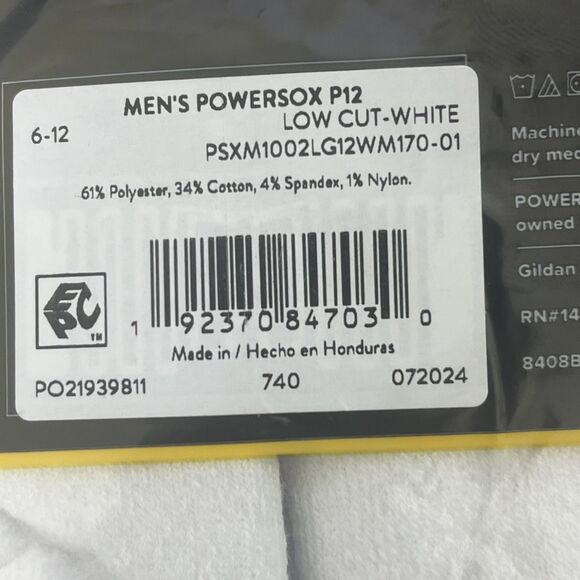 MEN'S POWERSOX P12
6-12
LOW CUT-WHITE
PSXM1002LG12WM170-01
61% Polyester, 34% Cotton, 4% Spandex, 1% Nylon.
EPC
TM
1 92370 84703 0
Made in / Hecho en Honduras
PO21939811 740 072024
Machine
dry med
POWER
owned
Gildan
RN#14
8408B